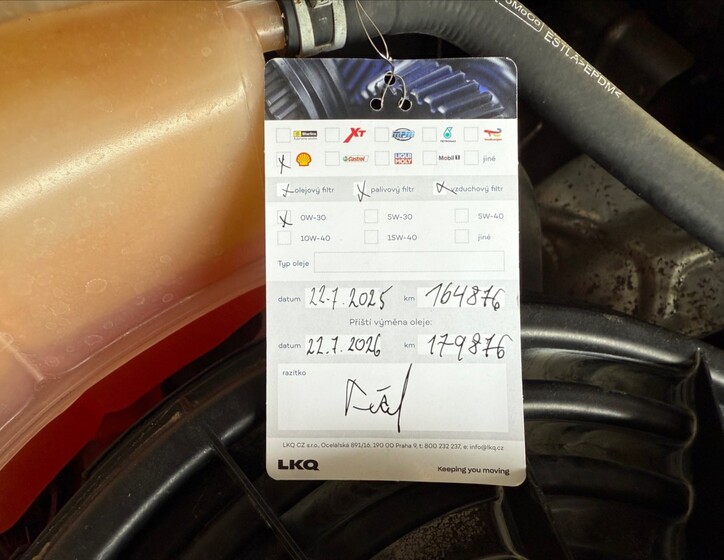 ESTLA >EPDM<
XT
MPM
Castrol
LIQUI MOLY
Mobil 1
jiné
olejový filtr
palivový filtr
vzduchový filtr
0W-30
5W-30
5W-40
10W-40
15W-40
jiné
Typ oleje
datum 22.7.2025 km 164876
Příští výměna oleje:
datum 22.7.2026 km 179876
razítko
LKQ CZ s.r.o., Ocelářská 891/16, 190 00 Praha 9, t: 800 232 237, e: info@lkq.cz
LKQ
Keeping you moving